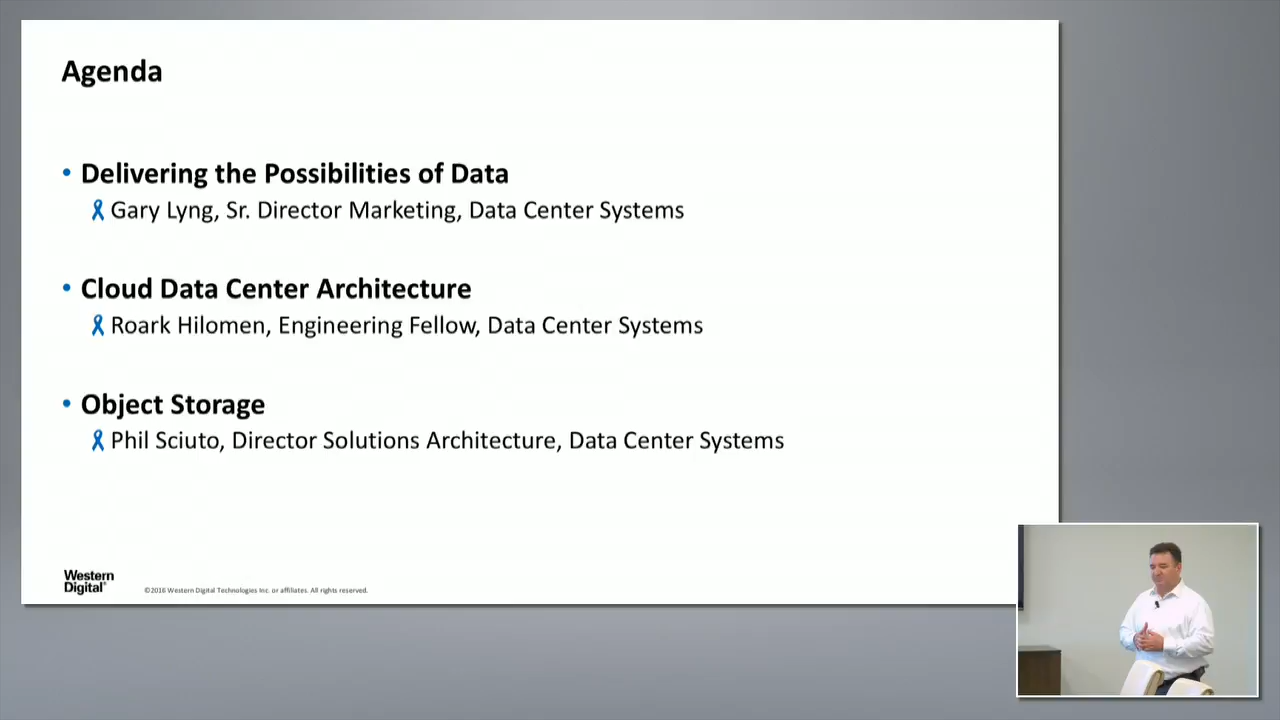 Agenda
• Delivering the Possibilities of Data
Gary Lyng, Sr. Director Marketing, Data Center Systems
• Cloud Data Center Architecture
Roark Hilomen, Engineering Fellow, Data Center Systems
• Object Storage
Phil Sciuto, Director Solutions Architecture, Data Center Systems
Western
Digital®
©2016 Western Digital Technologies Inc. or affiliates. All rights reserved.